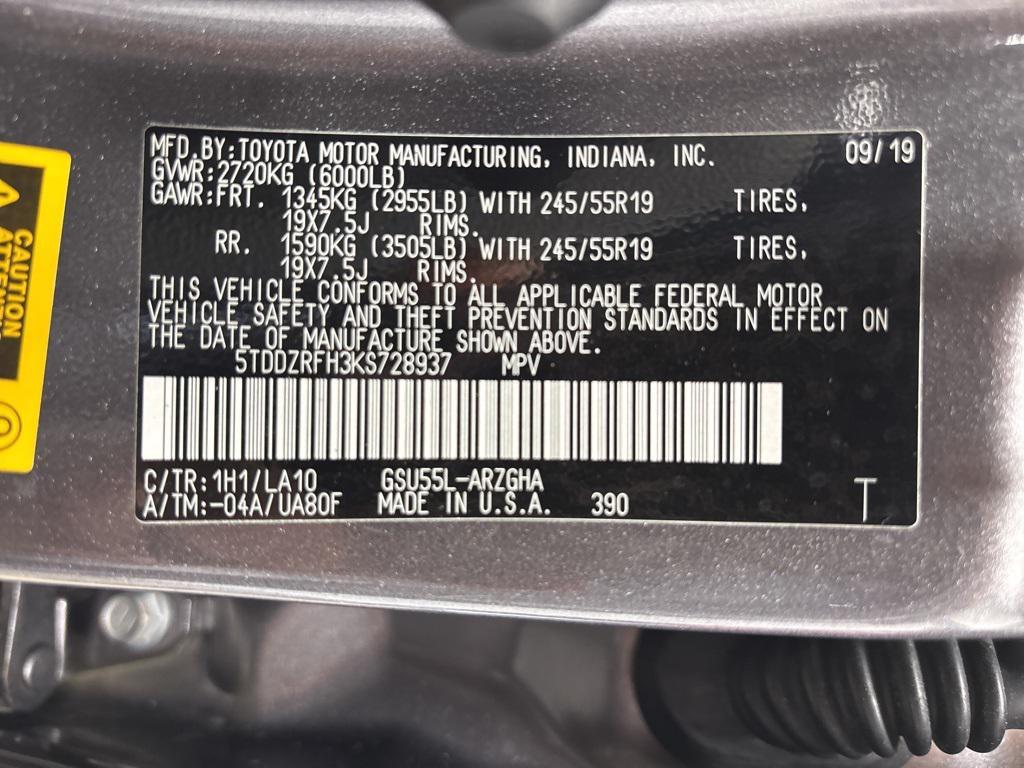 MFD. BY: TOYOTA MOTOR MANUFACTURING, INDIANA, INC. 09/19
GVWR:2720KG (6000LB)
GAWR:FRT. 1345KG (2955LB) WITH 245/55R19 TIRES,
19X7.5J RIMS.
RR. 1590KG (3505LB) WITH 245/55R19 TIRES,
19X7.5J RIMS.
THIS VEHICLE CONFORMS TO ALL APPLICABLE FEDERAL MOTOR
VEHICLE SAFETY AND THEFT PREVENTION STANDARDS IN EFFECT ON
THE DATE OF MANUFACTURE SHOWN ABOVE.
5TDDZRFH3KS728937 MPV
C/TR: 1H1/LA10 GSU55L-ARZGHA
A/TM:-04A/UA80F MADE IN U.S.A. 390 T
CAUTION